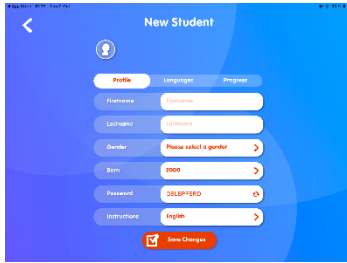 New Student
Profile Languages Progress
Firstname Firstname
Lastname Lastname
Gender Please select a gender
Born 2000
Password GELEPFERD
Instructions English
Save Changes